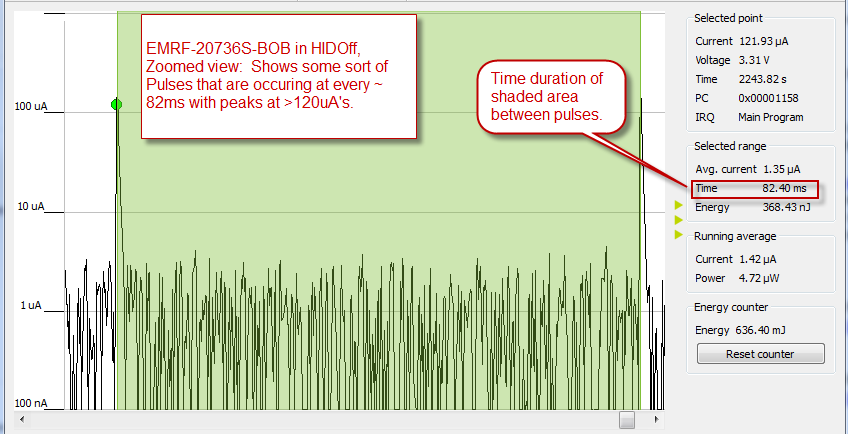 EMRF-20736S-BOB in HIDOff,
Zoomed view:  Shows some sort of
Pulses that are occuring at every ~
82ms with peaks at >120uA's.
Time duration of
shaded area
between pulses.
100 uA
10 uA
1 uA
100 nA
Selected point
Current 121.93 µA
Voltage 3.31 V
Time 2243.82 s
PC 0x00001158
IRQ Main Program
Selected range
Avg. current 1.35 µA
Time 82.40 ms
Energy 368.43 nJ
Running average
Current 1.42 µA
Power 4.72 µW
Energy counter
Energy 636.40 mJ
Reset counter